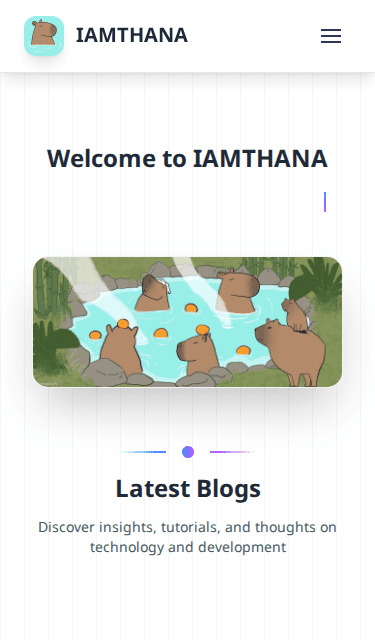 IAMTHANA
Welcome to IAMTHANA
Latest Blogs
Discover insights, tutorials, and thoughts on
technology and development